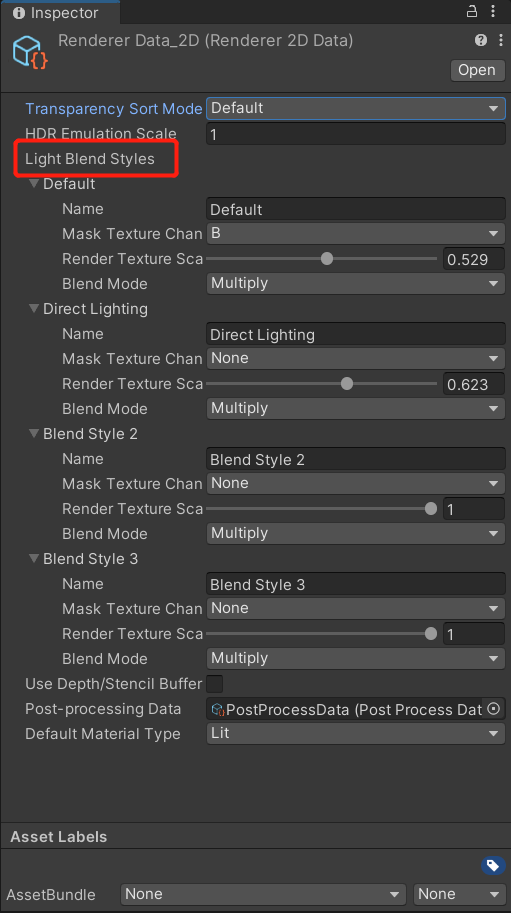 Inspector
Renderer Data_2D (Renderer 2D Data)
Open
Transparency Sort Mode Default
HDR Emulation Scale 1
Light Blend Styles
Default
Name Default
Mask Texture Chan B
Render Texture Sca 0.529
Blend Mode Multiply
Direct Lighting
Name Direct Lighting
Mask Texture Chan None
Render Texture Sca 0.623
Blend Mode Multiply
Blend Style 2
Name Blend Style 2
Mask Texture Chan None
Render Texture Sca 1
Blend Mode Multiply
Blend Style 3
Name Blend Style 3
Mask Texture Chan None
Render Texture Sca 1
Blend Mode Multiply
Use Depth/Stencil Buffer
Post-processing Data PostProcessData (Post Process Dat
Default Material Type Lit
Asset Labels
AssetBundle None None